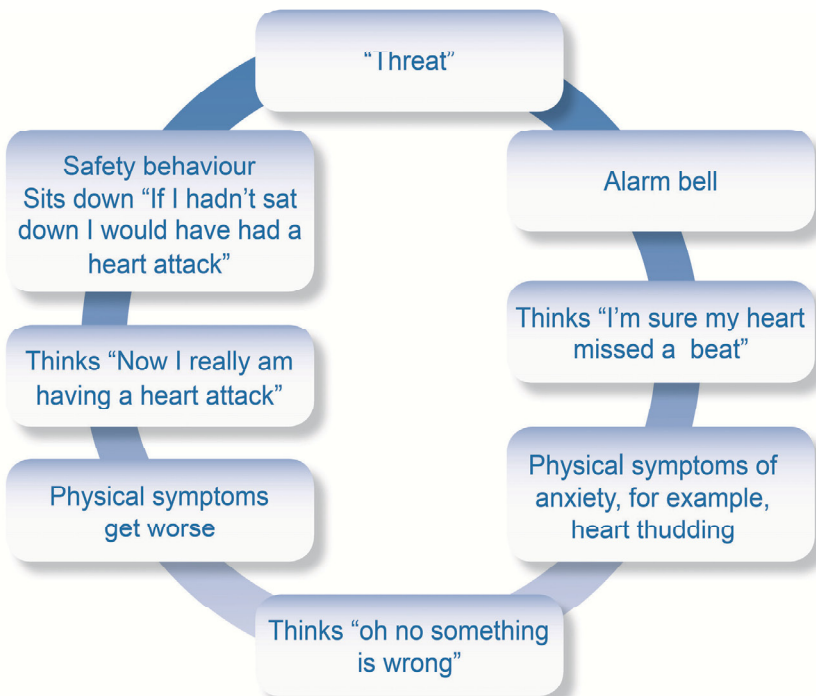 “Threat”
Alarm bell
Thinks “I’m sure my heart
missed a beat”
Physical symptoms of
anxiety, for example,
heart thudding
Thinks “oh no something
is wrong”
Physical symptoms
get worse
Thinks “Now I really am
having a heart attack”
Safety behaviour
Sits down “If I hadn’t sat
down I would have had a
heart attack”